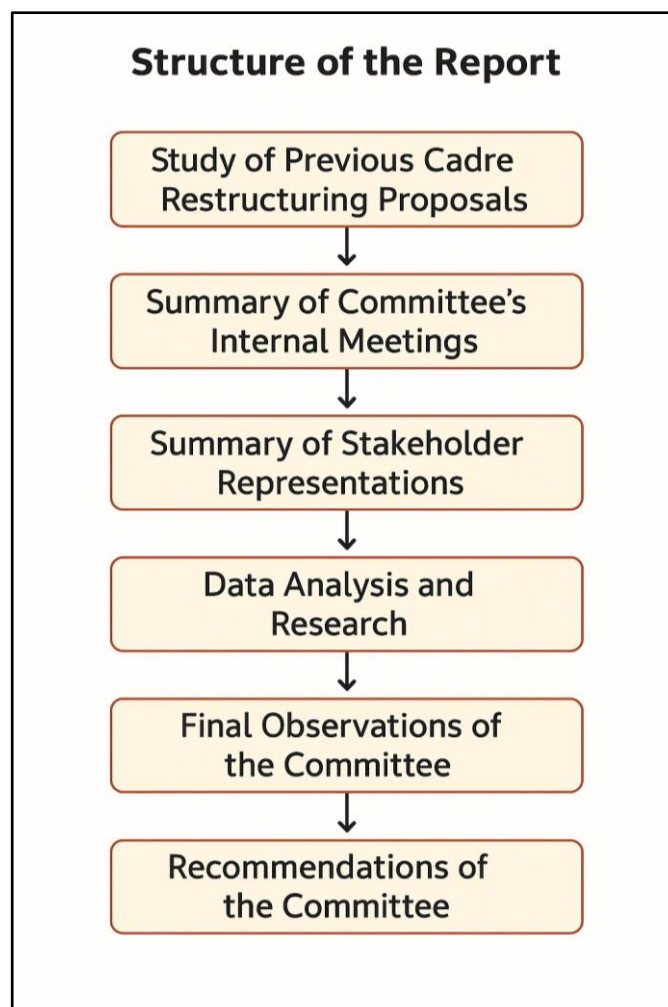 Structure of the Report
Study of Previous Cadre
Restructuring Proposals
Summary of Committee’s
Internal Meetings
Summary of Stakeholder
Representations
Data Analysis and
Research
Final Observations of
the Committee
Recommendations of
the Committee